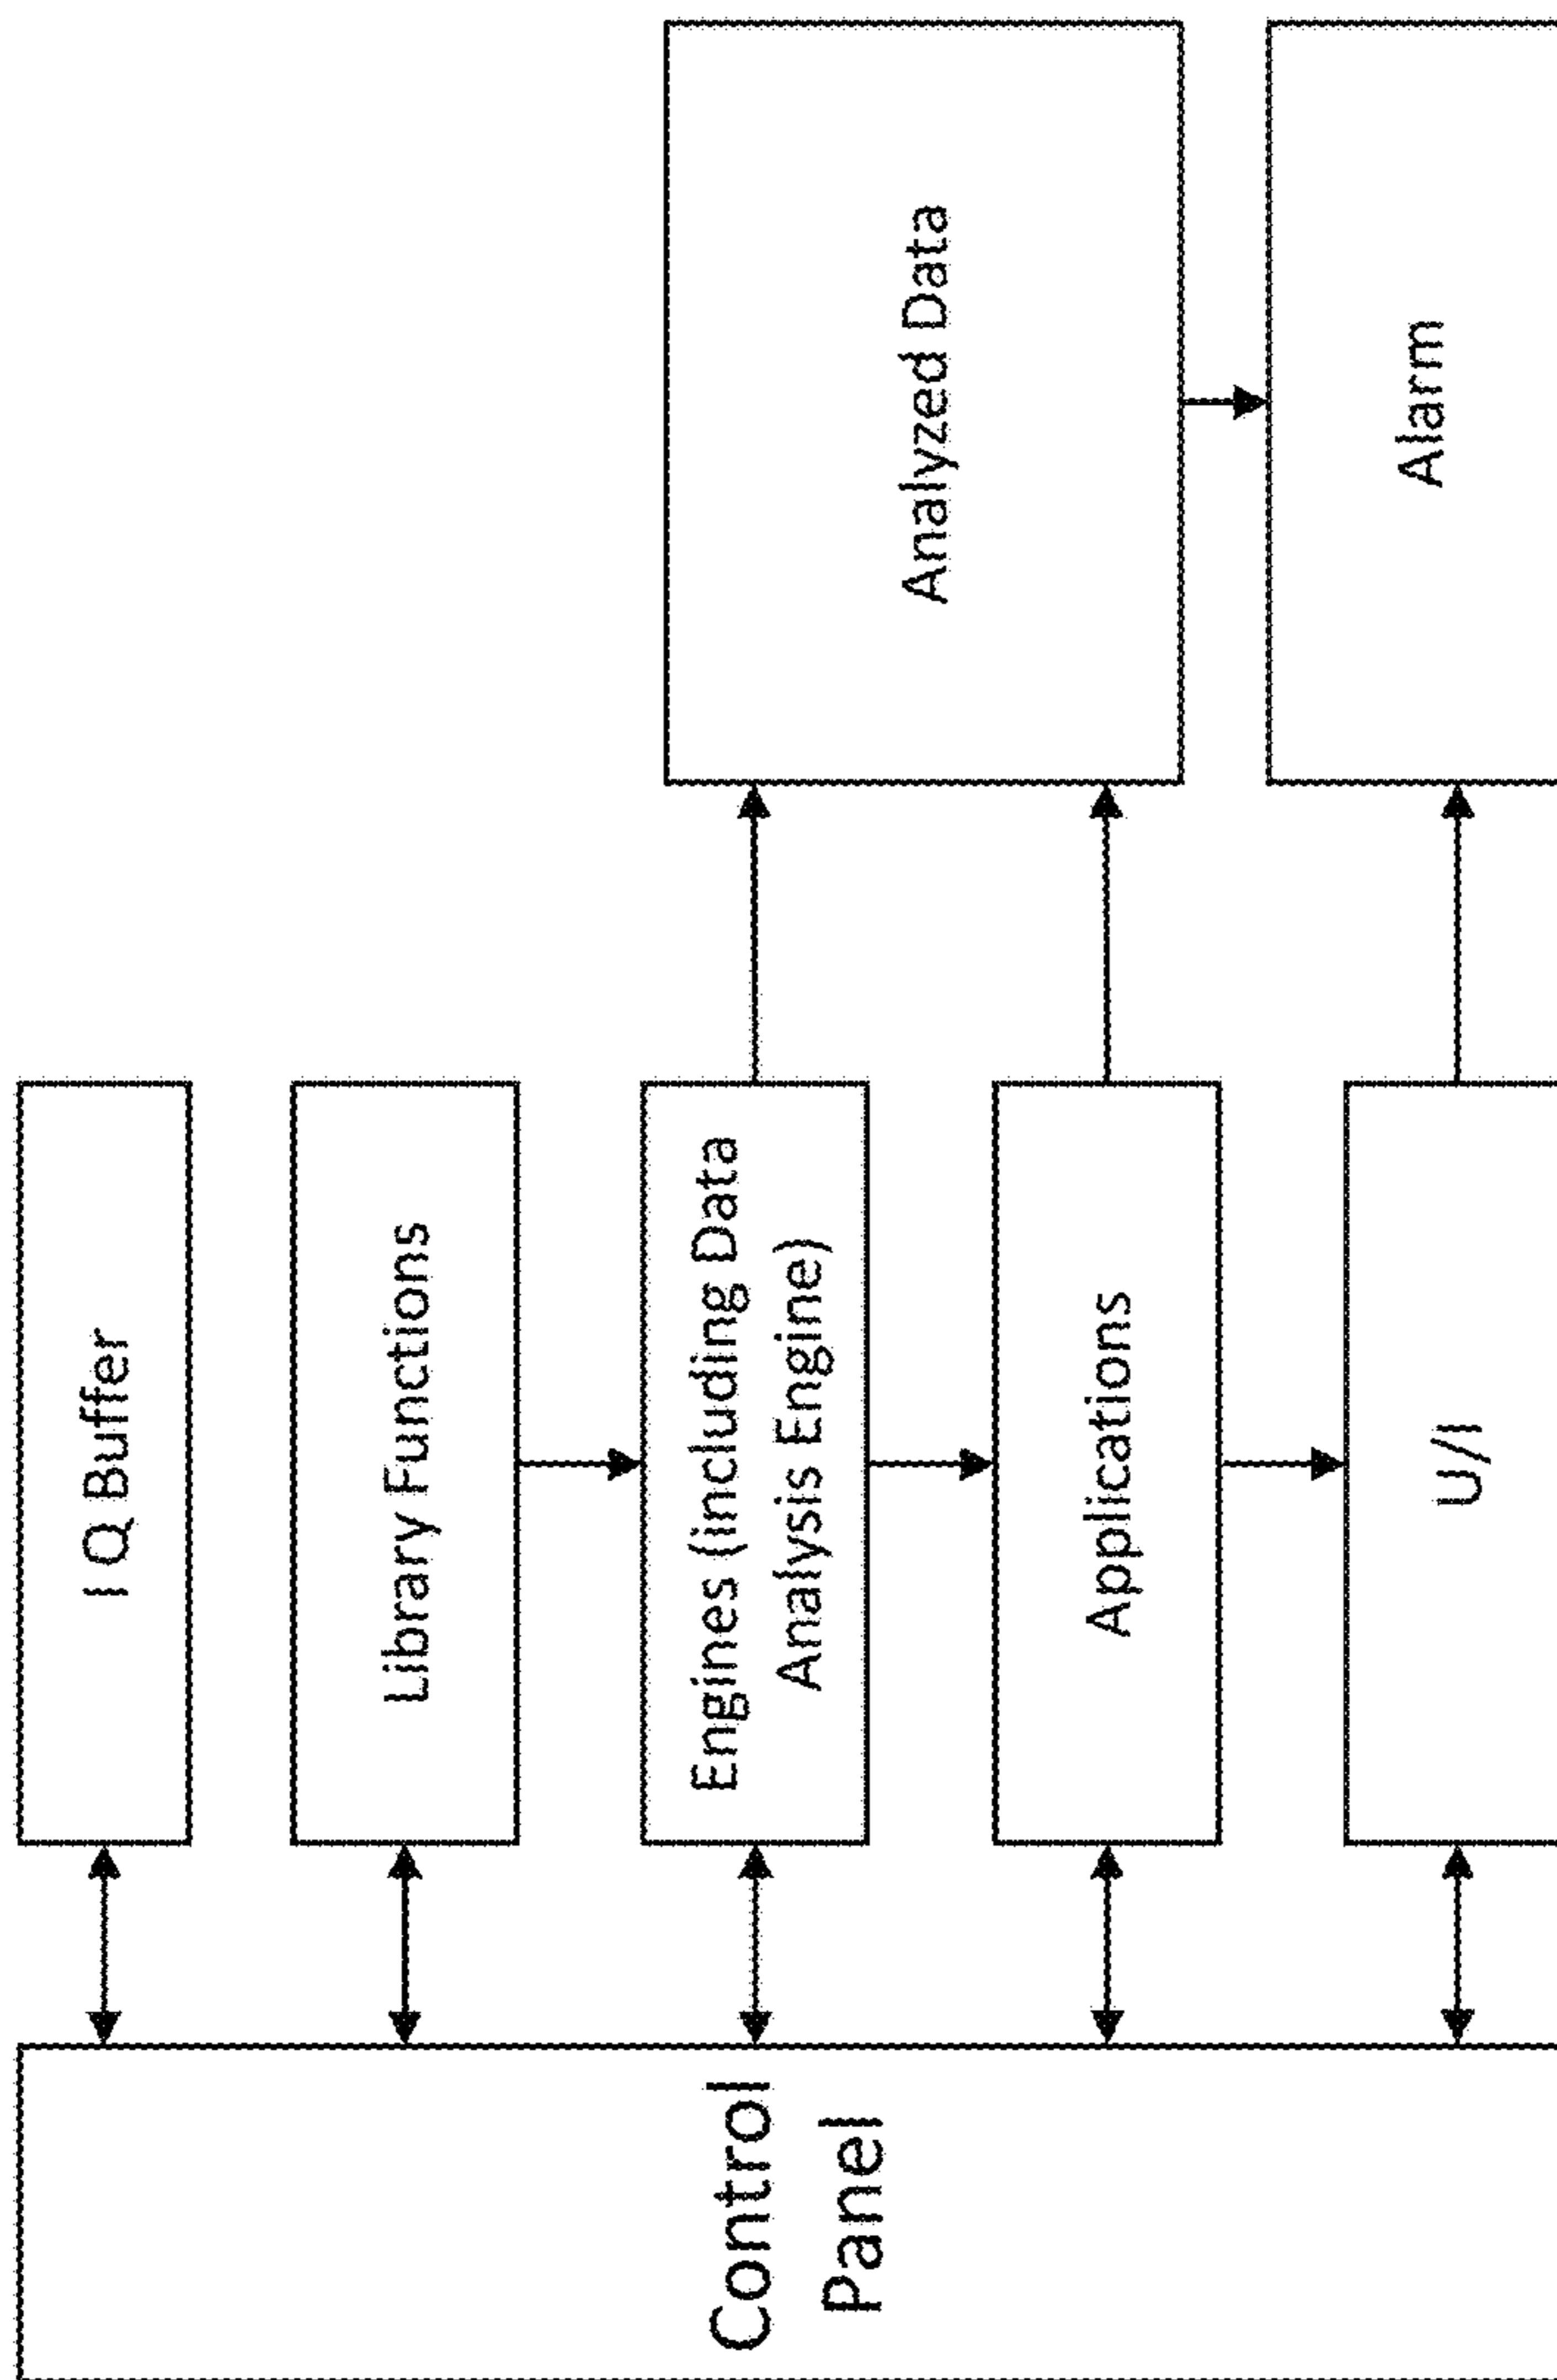 I Q Buffer
Library Functions
Engines (including Data
Analysis Engine)
Applications
U/I
Analyzed Data
Alarm
Control
Panel